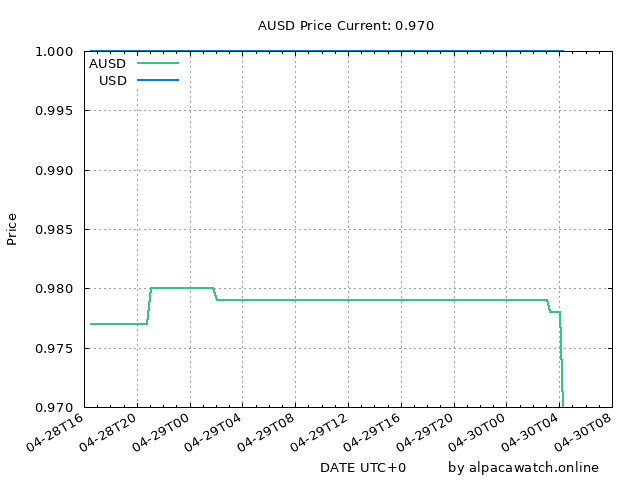 AUSD Price Current: 0.970
1.000
AUSD
USD
0.995
0.990
0.985
Price
0.980
0.975
0.970
04-28T16 04-28T20 04-29T00 04-29T04 04-29T08 04-29T12 04-29T16 04-29T20 04-30T00 04-30T04 04-30T08
DATE UTC+0 by alpacawatch.online